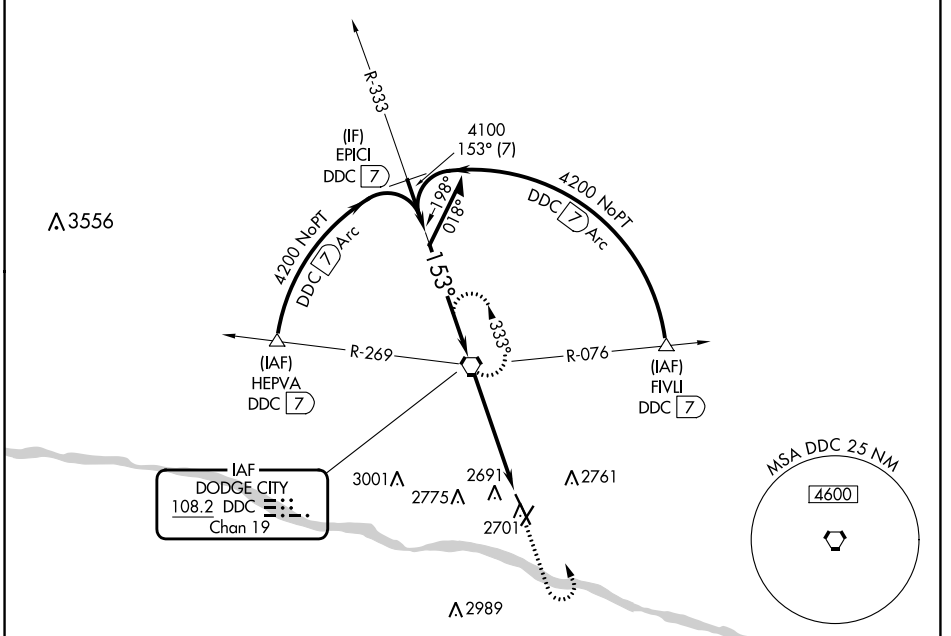 R-333
(IF)
EPICI
DDC 7
4100
153° (7)
4200 NoPT
DDC 7 Arc
4200 NoPT
DDC 7 Arc
198°
018°
153°
333°
3556
R-269
R-076
(IAF)
HEPVA
DDC 7
(IAF)
FIVLI
DDC 7
IAF
DODGE CITY
108.2 DDC
Chan 19
3001
2775
2691
2761
2701
2989
MSA DDC 25 NM
4600